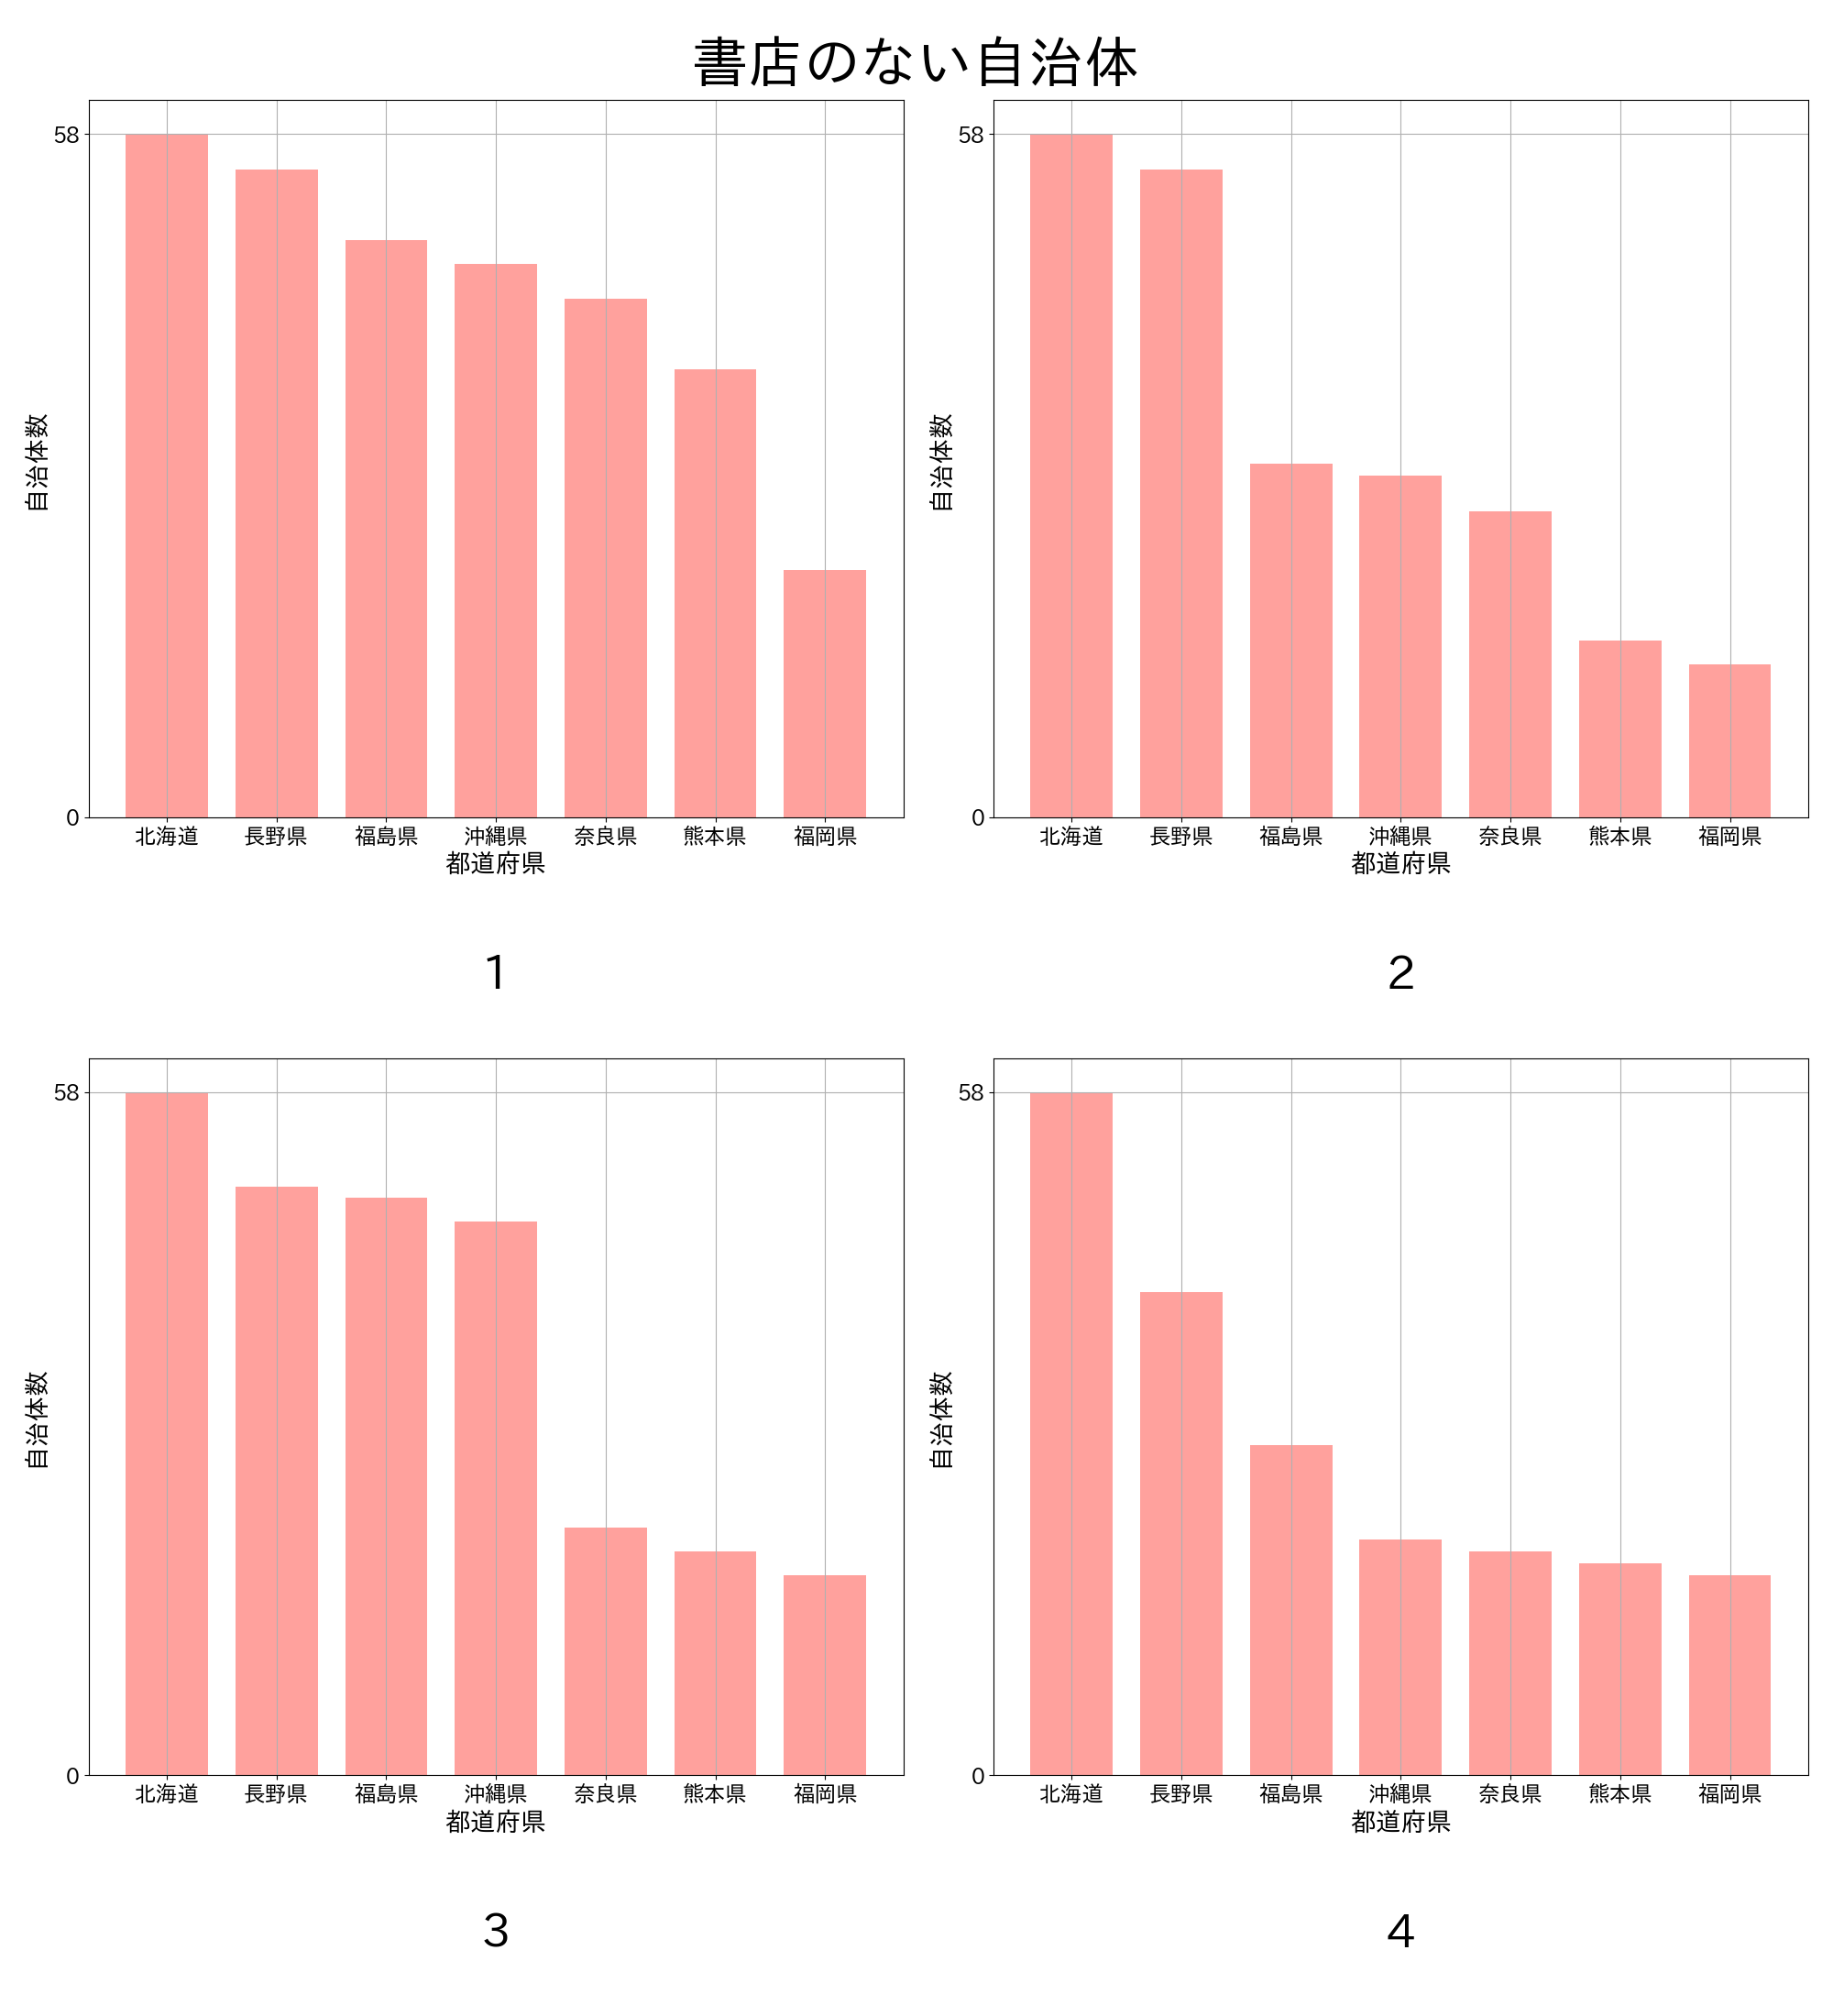 書店のない自治体
58
0
自治体数
北海道 長野県 福島県 沖縄県 奈良県 熊本県 福岡県
都道府県
1
58
0
自治体数
北海道 長野県 福島県 沖縄県 奈良県 熊本県 福岡県
都道府県
2
58
0
自治体数
北海道 長野県 福島県 沖縄県 奈良県 熊本県 福岡県
都道府県
3
58
0
自治体数
北海道 長野県 福島県 沖縄県 奈良県 熊本県 福岡県
都道府県
4